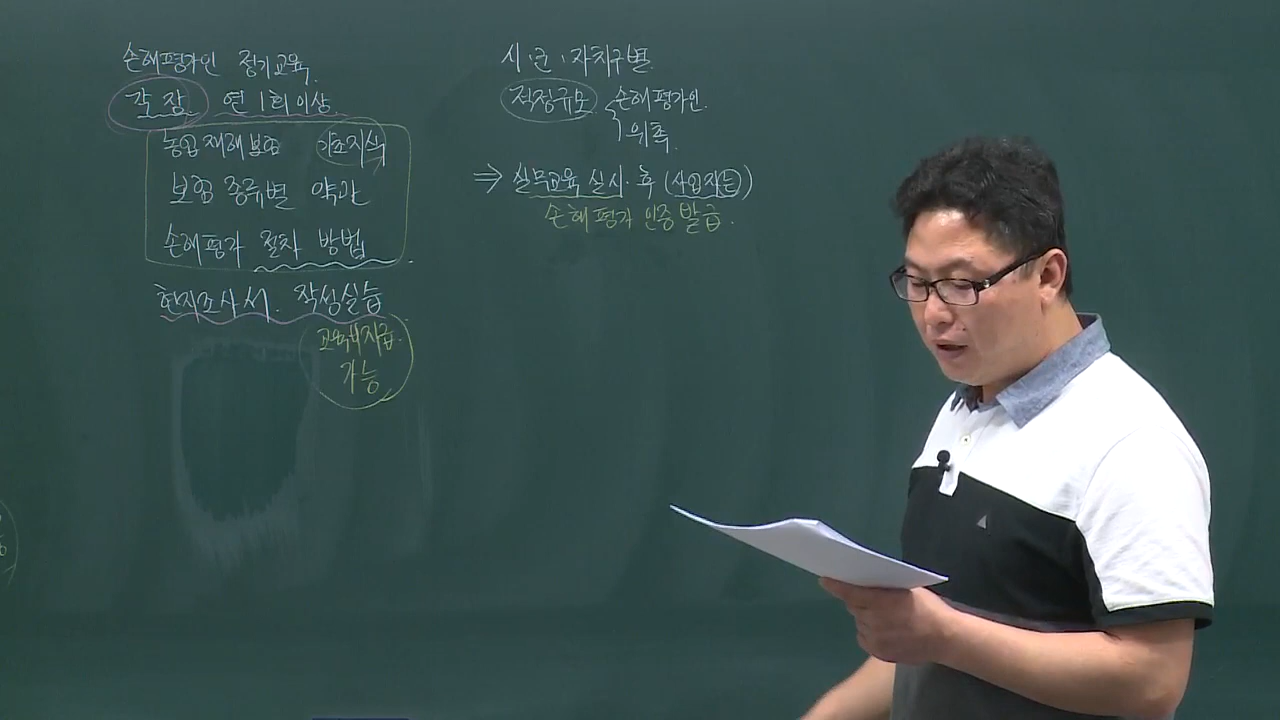 손해평가인 정기교육.
각 장 연 1회 이상.
농업재해보험 기초지식
보험 종류별 약관
손해평가 절차 방법.
현지조사서. 작성실습
교육비지급.
가능
시·군·자치구별
적정규모 손해평가인.
위촉.
⇒ 실무교육 실시·후 (사업자등)
손해평가 인증 발급.